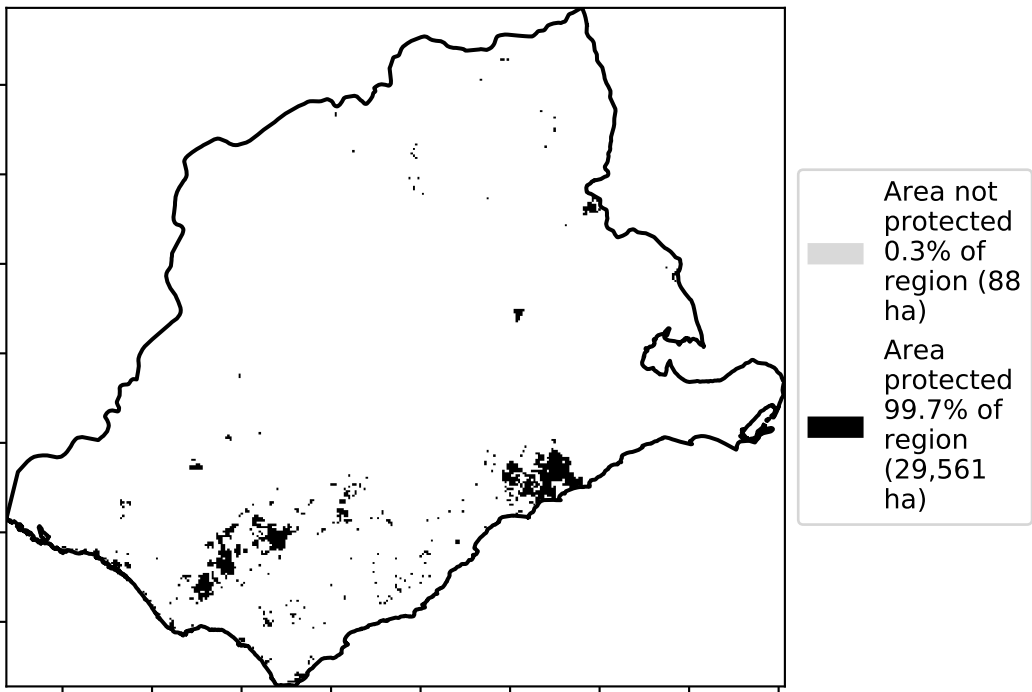 Area not
protected
0.3% of
region (88
ha)
Area
protected
99.7% of
region
(29,561
ha)